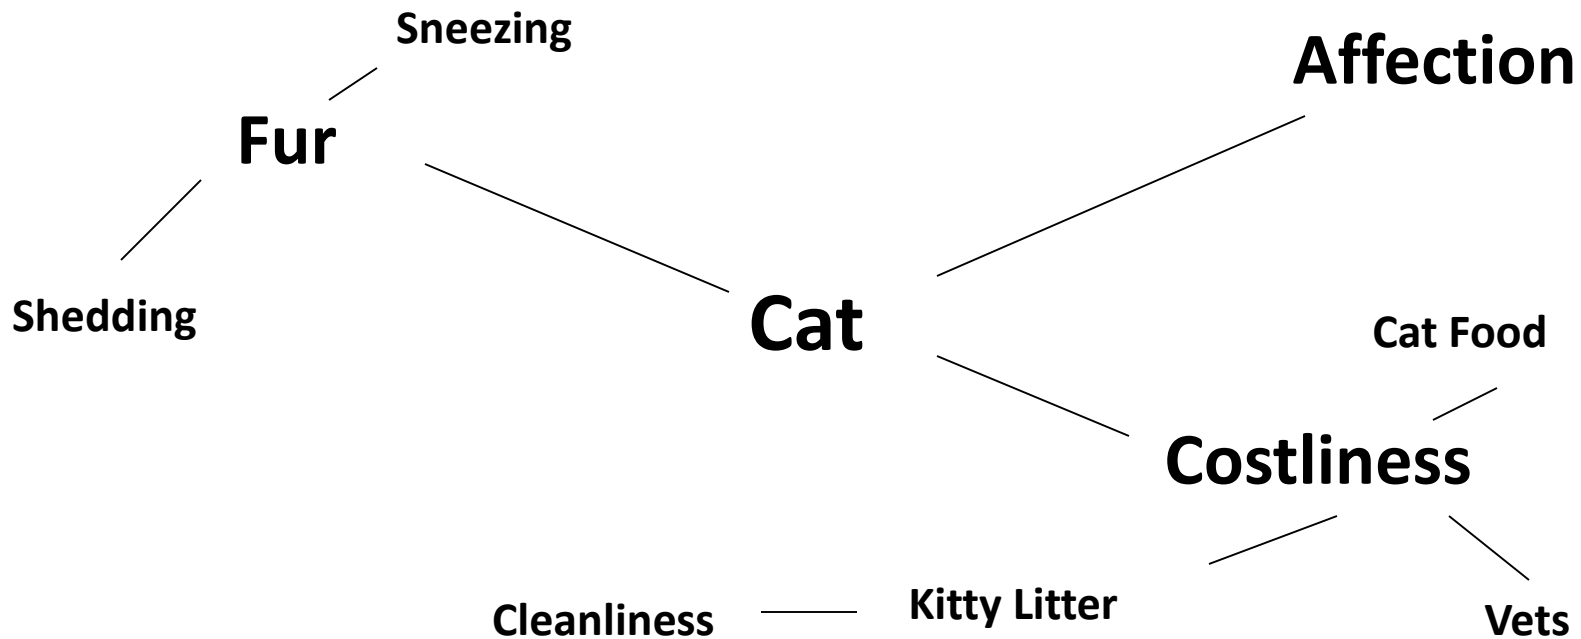 Sneezing
Affection
Fur
Shedding
Cat
Cat Food
Costliness
Kitty Litter
Cleanliness
Vets